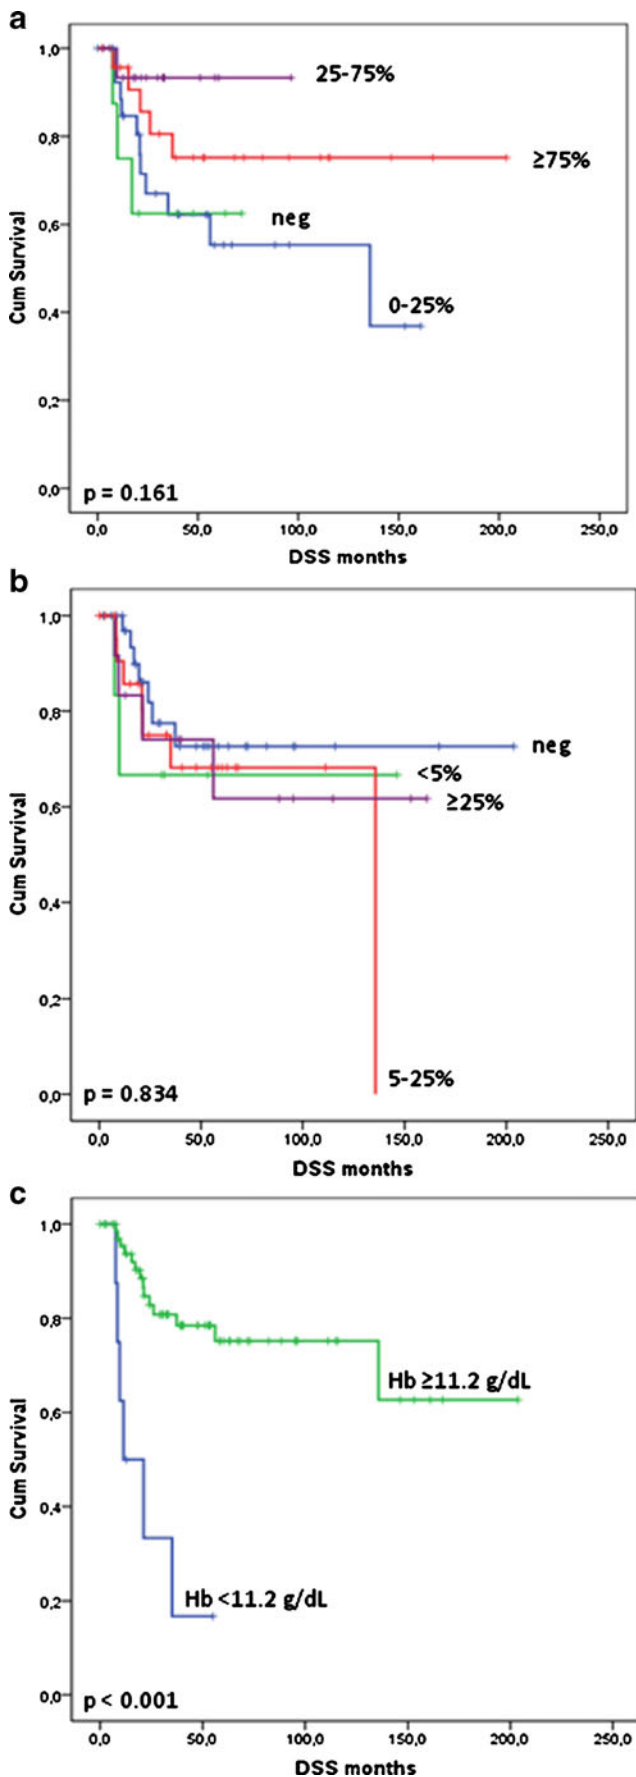 a
1,0
0,8
0,6
0,4
0,2
0,0
Cum Survival
25-75%
≥75%
neg
0-25%
p = 0.161
0,0 50,0 100,0 150,0 200,0 250,0
DSS months
b
1,0
0,8
0,6
0,4
0,2
0,0
Cum Survival
neg
<5%
≥25%
5-25%
p = 0.834
0,0 50,0 100,0 150,0 200,0 250,0
DSS months
c
1,0
0,8
0,6
0,4
0,2
0,0
Cum Survival
Hb ≥11.2 g/dL
Hb <11.2 g/dL
p < 0.001
0,0 50,0 100,0 150,0 200,0 250,0
DSS months